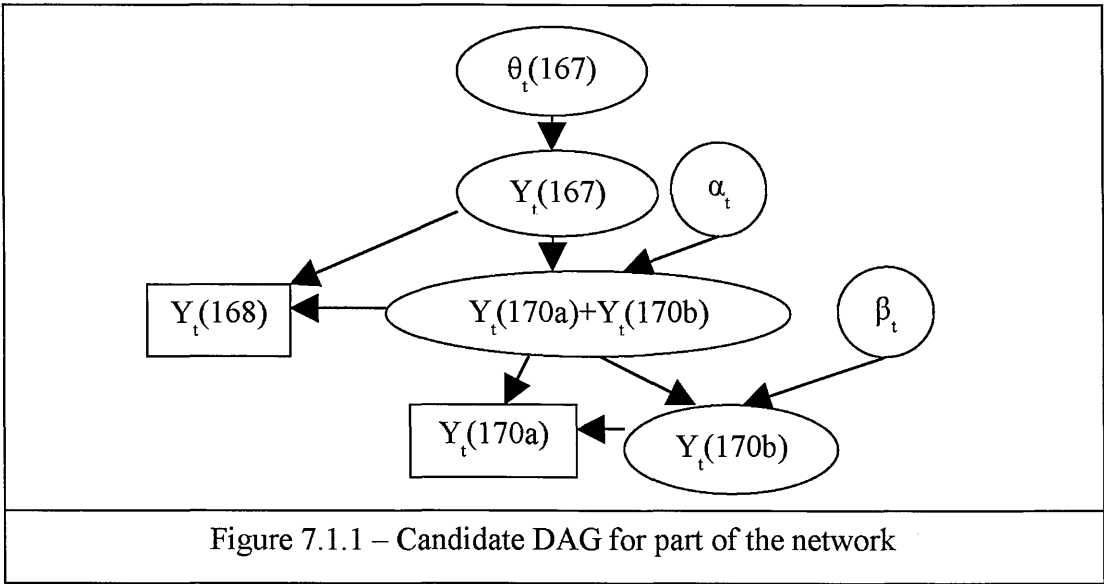 θt(167)
Yt(167)
αt
Yt(168)
Yt(170a)+Yt(170b)
βt
Yt(170a)
Yt(170b)
Figure 7.1.1 – Candidate DAG for part of the network